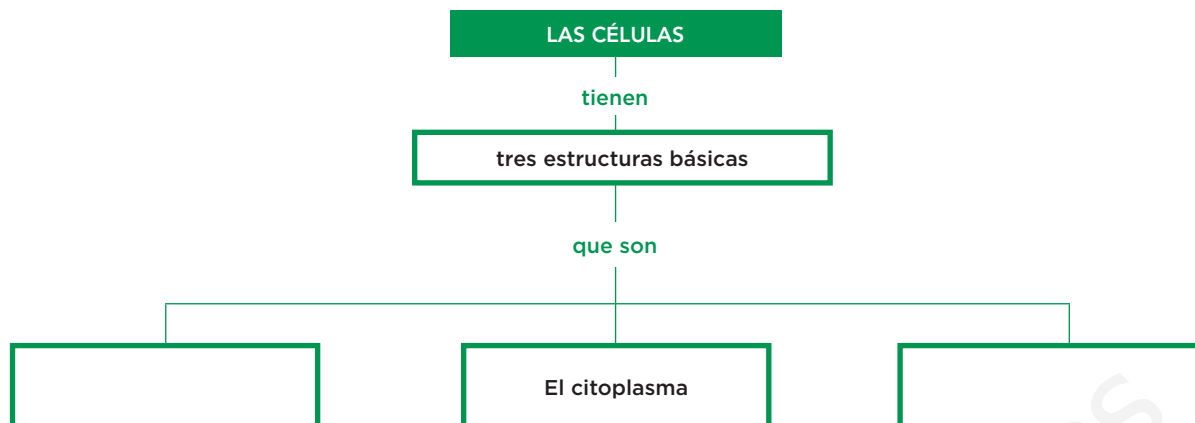 LAS CÉLULAS
tienen
tres estructuras básicas
que son
El citoplasma